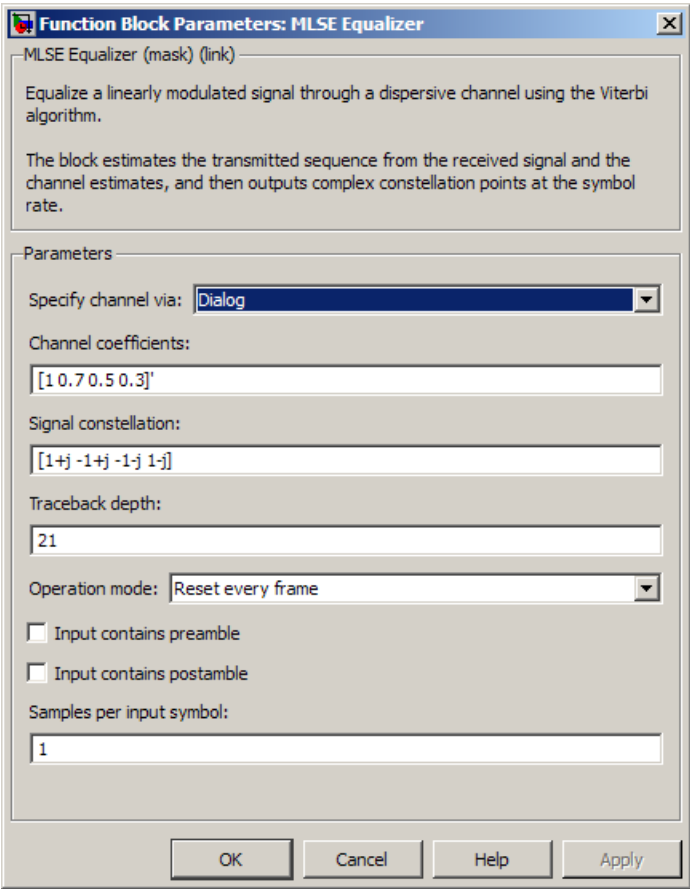 Function Block Parameters: MLSE Equalizer
MLSE Equalizer (mask) (link)
Equalize a linearly modulated signal through a dispersive channel using the Viterbi
algorithm.
The block estimates the transmitted sequence from the received signal and the
channel estimates, and then outputs complex constellation points at the symbol
rate.
Parameters
Specify channel via: Dialog
Channel coefficients:
[1 0.7 0.5 0.3]'
Signal constellation:
[1+j -1+j -1-j 1-j]
Traceback depth:
21
Operation mode: Reset every frame
Input contains preamble
Input contains postamble
Samples per input symbol:
1
OK Cancel Help Apply